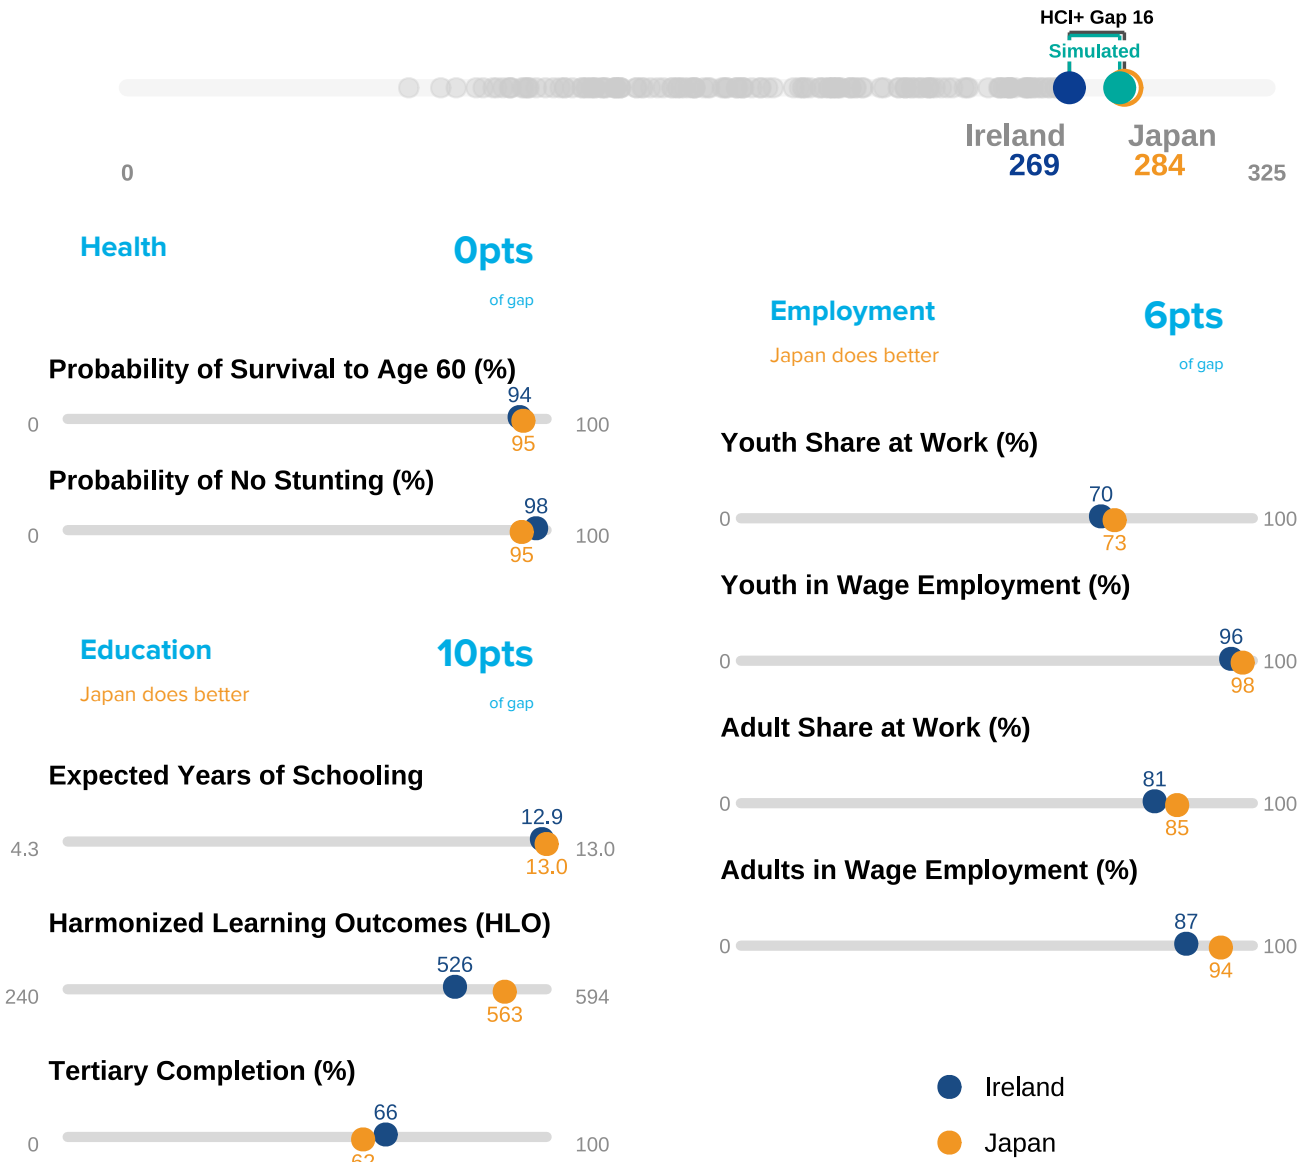 HCI+ Gap 16
Simulated
Ireland
269
Japan
284
0
325
Health
0pts
of gap
Probability of Survival to Age 60 (%)
94
0
100
95
Probability of No Stunting (%)
98
0
100
95
Education
10pts
Japan does better
of gap
Expected Years of Schooling
12.9
4.3
13.0
13.0
Harmonized Learning Outcomes (HLO)
526
240
594
563
Tertiary Completion (%)
66
0
100
62
Employment
6pts
Japan does better
of gap
Youth Share at Work (%)
70
0
100
73
Youth in Wage Employment (%)
96
0
100
98
Adult Share at Work (%)
81
0
100
85
Adults in Wage Employment (%)
87
0
100
94
Ireland
Japan